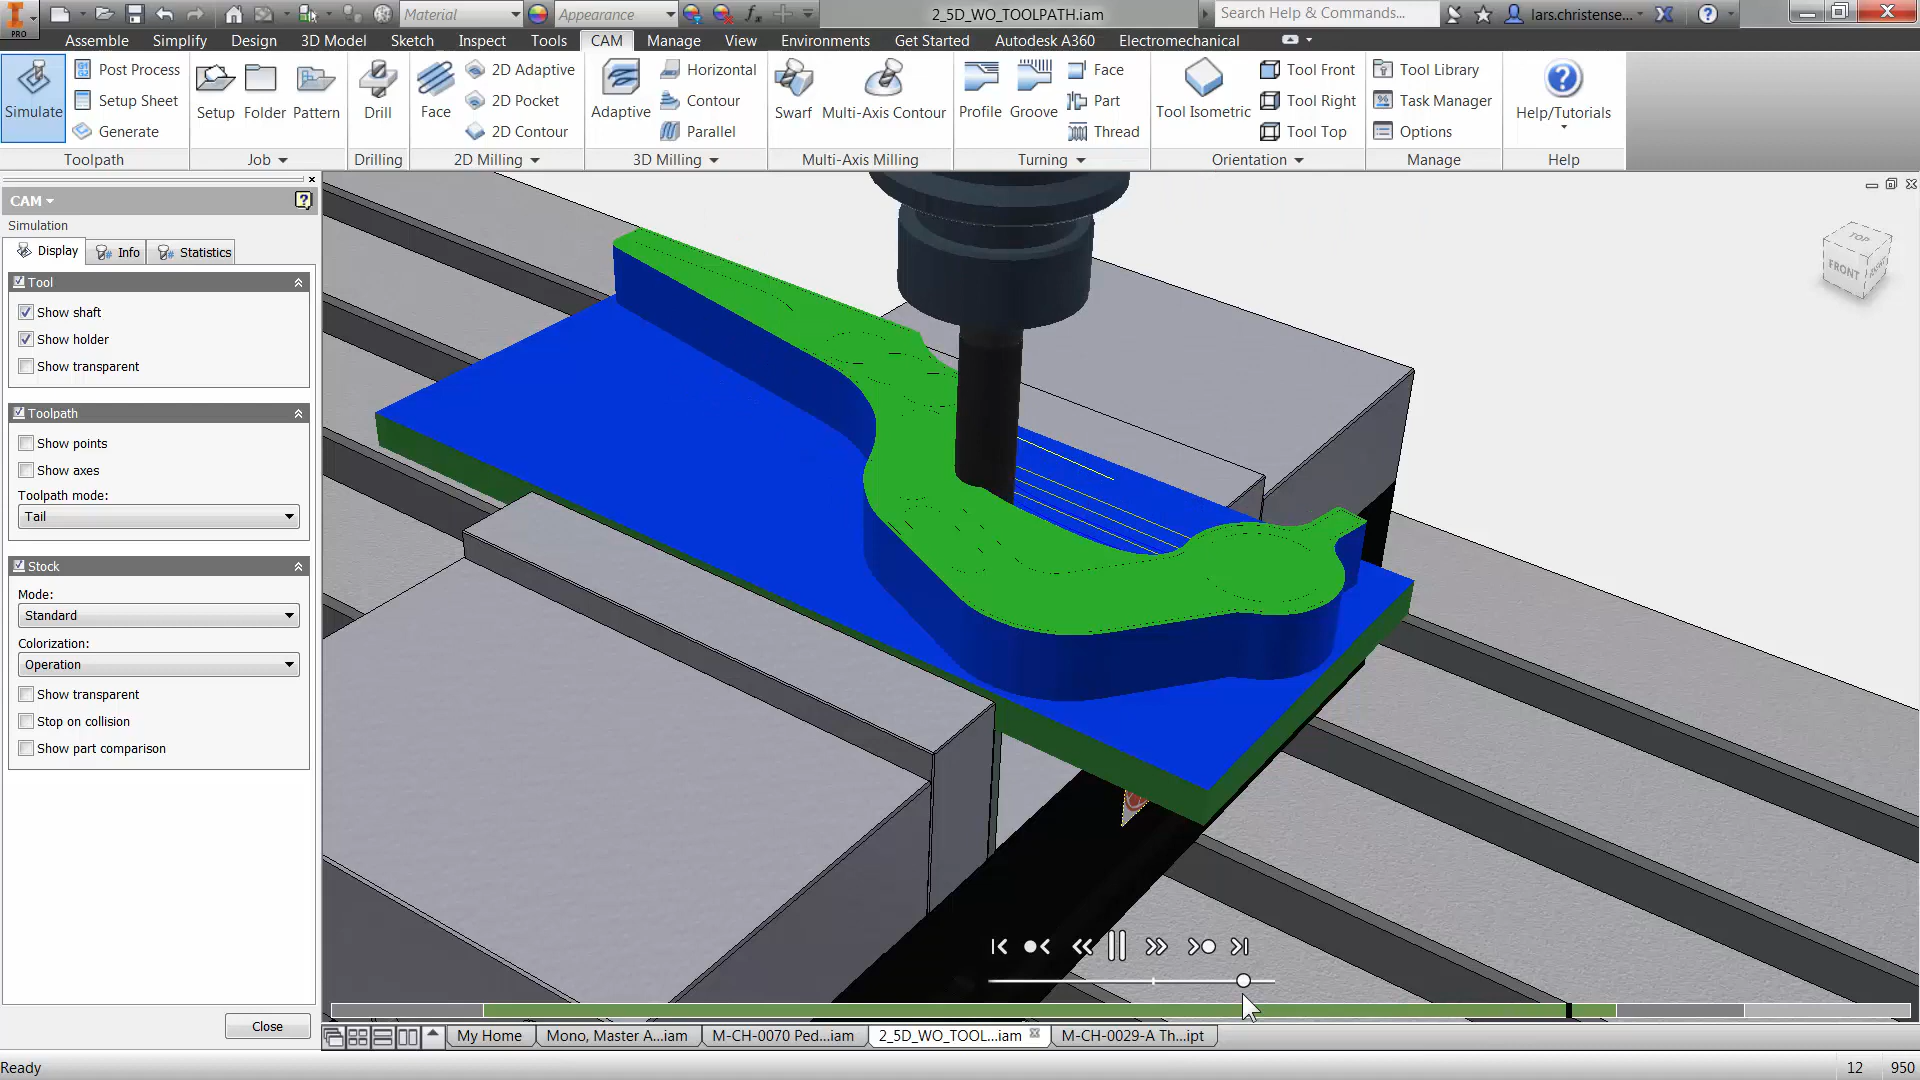 PRO
Material
Appearance
2_5D_WO_TOOLPATH.iam
Search Help & Commands...
lars.christense...
Assemble Simplify Design 3D Model Sketch Inspect Tools CAM Manage View Environments Get Started Autodesk A360 Electromechanical
Simulate
Post Process
Setup Sheet
Generate
Toolpath
Setup
Folder
Pattern
Job
Drill
Drilling
Face
2D Adaptive
2D Pocket
2D Contour
2D Milling
Adaptive
Horizontal
Contour
Parallel
3D Milling
Swarf
Multi-Axis Contour
Multi-Axis Milling
Profile
Groove
Face
Part
Thread
Turning
Tool Isometric
Tool Front
Tool Right
Tool Top
Orientation
Tool Library
Task Manager
Options
Manage
Help/Tutorials
Help
CAM
Simulation
Display Info Statistics
Tool
Show shaft
Show holder
Show transparent
Toolpath
Show points
Show axes
Toolpath mode:
Tail
Stock
Mode:
Standard
Colorization:
Operation
Show transparent
Stop on collision
Show part comparison
Close
TOP
FRONT
RIGHT
My Home Mono, Master A...iam M-CH-0070 Ped...iam 2_5D_WO_TOOL...iam M-CH-0029-A Th...ipt
Ready
12 950